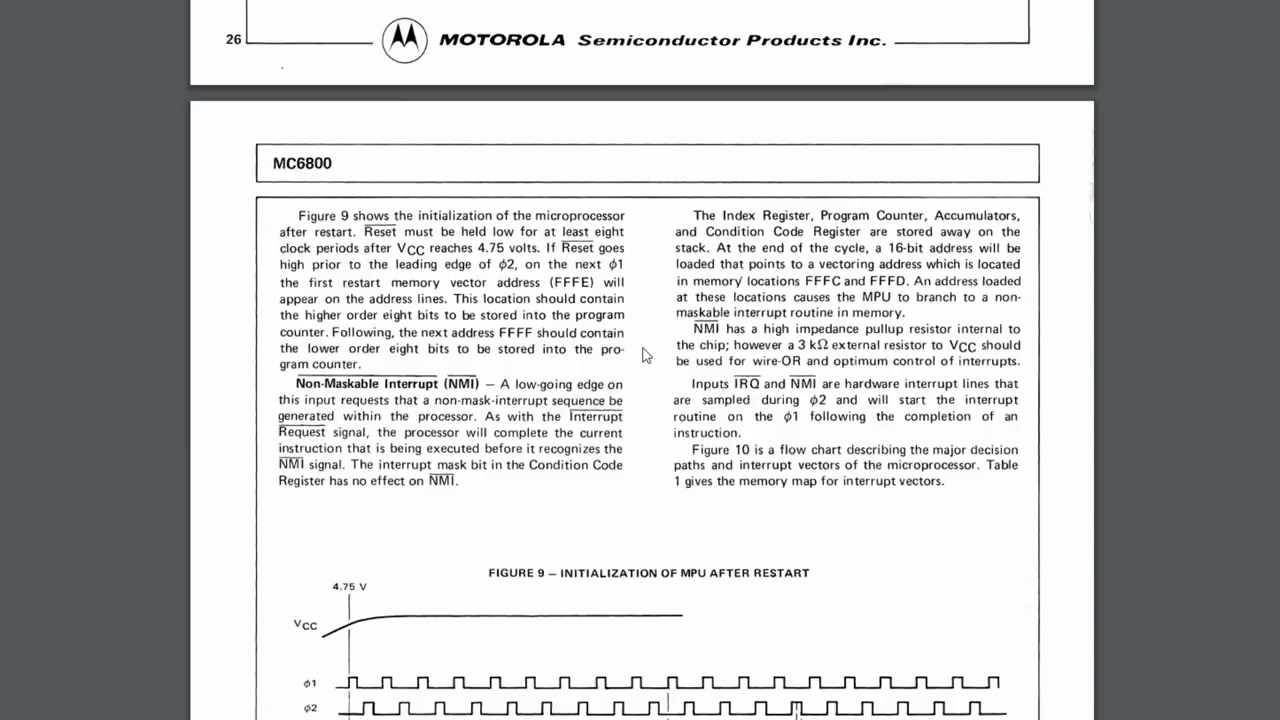 26
MOTOROLA Semiconductor Products Inc.
MC6800
Figure 9 shows the initialization of the microprocessor
after restart. Reset must be held low for at least eight
clock periods after VCC reaches 4.75 volts. If Reset goes
high prior to the leading edge of ϕ2, on the next ϕ1
the first restart memory vector address (FFFE) will
appear on the address lines. This location should contain
the higher order eight bits to be stored into the program
counter. Following, the next address FFFF should contain
the lower order eight bits to be stored into the pro-
gram counter.
Non-Maskable Interrupt (NMI) – A low-going edge on
this input requests that a non-mask-interrupt sequence be
generated within the processor. As with the Interrupt
Request signal, the processor will complete the current
instruction that is being executed before it recognizes the
NMI signal. The interrupt mask bit in the Condition Code
Register has no effect on NMI.
The Index Register, Program Counter, Accumulators,
and Condition Code Register are stored away on the
stack. At the end of the cycle, a 16-bit address will be
loaded that points to a vectoring address which is located
in memory locations FFFC and FFFD. An address loaded
at these locations causes the MPU to branch to a non-
maskable interrupt routine in memory.
NMI has a high impedance pullup resistor internal to
the chip; however a 3 kΩ external resistor to VCC should
be used for wire-OR and optimum control of interrupts.
Inputs IRQ and NMI are hardware interrupt lines that
are sampled during ϕ2 and will start the interrupt
routine on the ϕ1 following the completion of an
instruction.
Figure 10 is a flow chart describing the major decision
paths and interrupt vectors of the microprocessor. Table
1 gives the memory map for interrupt vectors.
FIGURE 9 – INITIALIZATION OF MPU AFTER RESTART
4.75 V
VCC
ϕ1
ϕ2